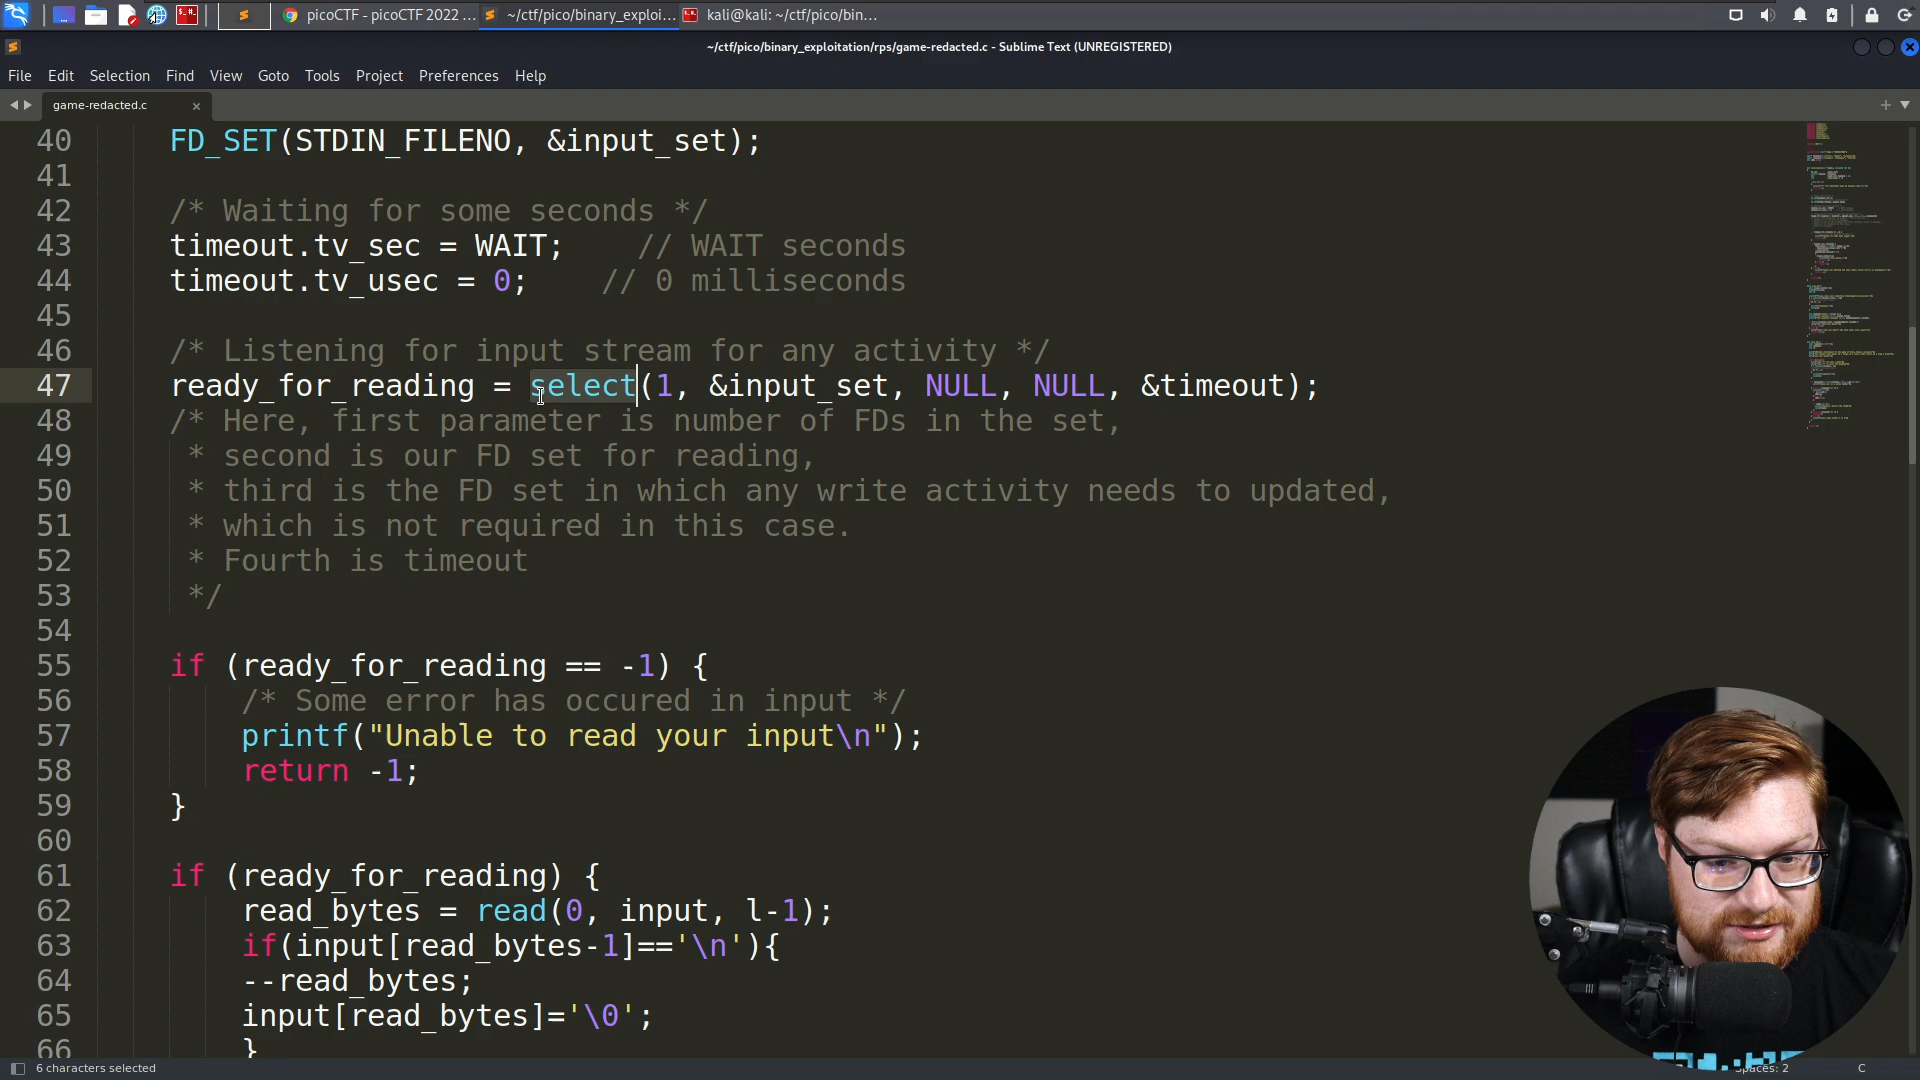 picoCTF - picoCTF 2022 ...
~/ctf/pico/binary_exploi...
kali@kali: ~/ctf/pico/bin...
~/ctf/pico/binary_exploitation/rps/game-redacted.c - Sublime Text (UNREGISTERED)
File Edit Selection Find View Goto Tools Project Preferences Help
game-redacted.c
40 FD_SET(STDIN_FILENO, &input_set);
41
42 /* Waiting for some seconds */
43 timeout.tv_sec = WAIT; // WAIT seconds
44 timeout.tv_usec = 0; // 0 milliseconds
45
46 /* Listening for input stream for any activity */
47 ready_for_reading = select(1, &input_set, NULL, NULL, &timeout);
48 /* Here, first parameter is number of FDs in the set,
49 * second is our FD set for reading,
50 * third is the FD set in which any write activity needs to updated,
51 * which is not required in this case.
52 * Fourth is timeout
53 */
54
55 if (ready_for_reading == -1) {
56 /* Some error has occured in input */
57 printf("Unable to read your input\n");
58 return -1;
59 }
60
61 if (ready_for_reading) {
62 read_bytes = read(0, input, l-1);
63 if(input[read_bytes-1]=='\n'){
64 --read_bytes;
65 input[read_bytes]='\0';
66 }
6 characters selected
Spaces: 2
C